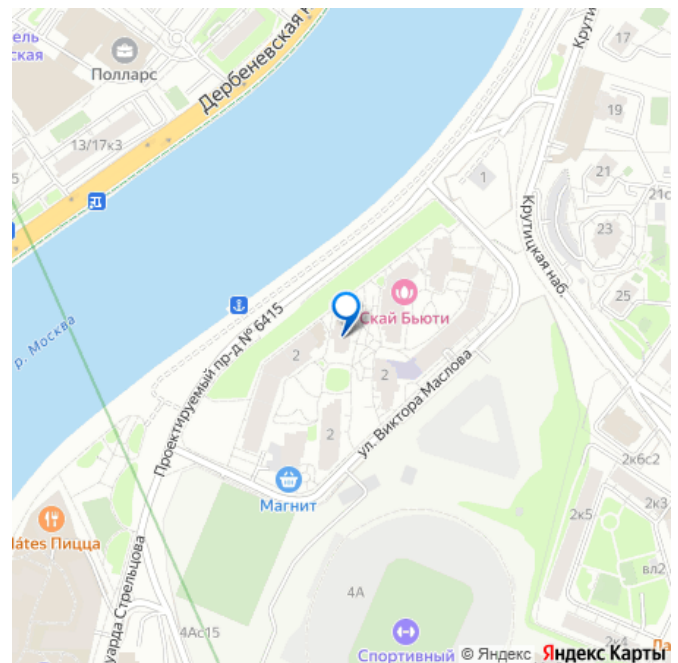 ель
ская
Полларс
Дербеневская
Крути
17
13/17к3
19
5
1
21
21с
23
Крутицкая наб.
25
Скай Бьюти
р. Москва
Проектируемый пр-д № 6415
2
2
2
ул. Виктора Маслова
Магнит
2к6с2
2к5
2к3
Mátes Пицца
вл2
уарда Стрельцова
4А
4Ас15
2к4
Спортивный
© Яндекс Яндекс Карты